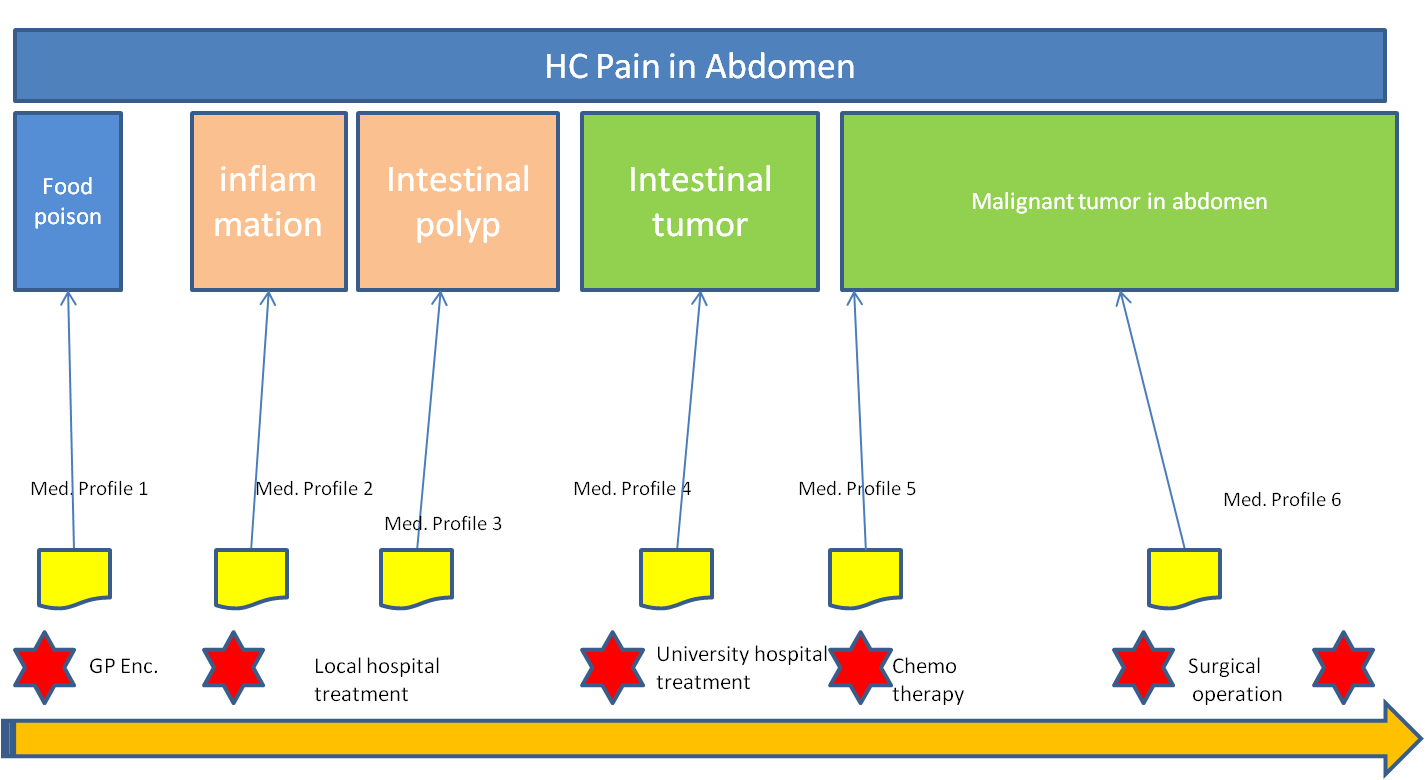 HC Pain in Abdomen
Food
poison
inflam
mation
Intestinal
polyp
Intestinal
tumor
Malignant tumor in abdomen
Med. Profile 1
Med. Profile 2
Med. Profile 3
Med. Profile 4
Med. Profile 5
Med. Profile 6
GP Enc.
Local hospital
treatment
University hospital
treatment
Chemo
therapy
Surgical
operation